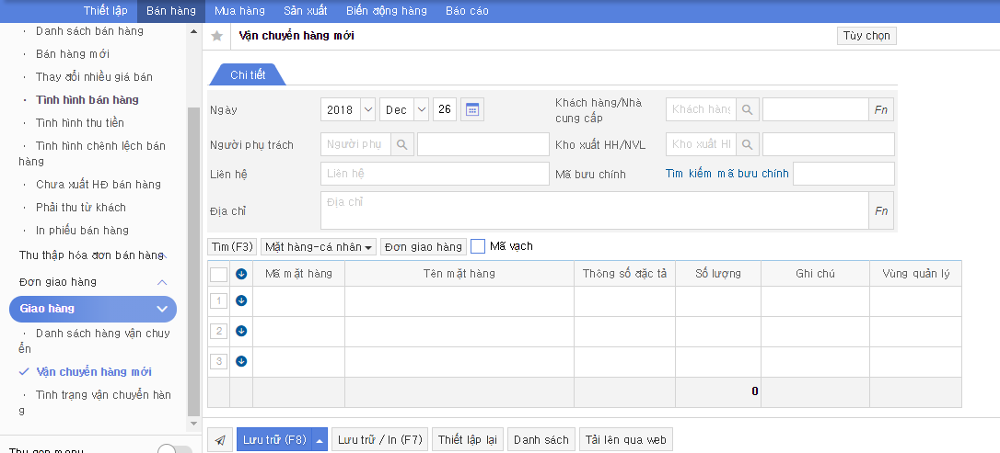 Thiết lập Bán hàng Mua hàng Sản xuất Biến động hàng Báo cáo
· Danh sách bán hàng
· Bán hàng mới
· Thay đổi nhiều giá bán
· Tình hình bán hàng
· Tình hình thu tiền
· Tình hình chênh lệch bán
hàng
· Chưa xuất HĐ bán hàng
· Phải thu từ khách
· In phiếu bán hàng
Thu thập hóa đơn bán hàng
Đơn giao hàng
Giao hàng
· Danh sách hàng vận chuy
ển
Vận chuyển hàng mới
· Tình trạng vận chuyển hàn
g
Thu gọn menu
Vận chuyển hàng mới Tùy chọn
Chi tiết
Ngày 2018 Dec 26 Khách hàng/Nhà
cung cấp Khách hàng Fn
Người phụ trách Người phụ Kho xuất HH/NVL Kho xuất HH
Liên hệ Liên hệ Mã bưu chính Tìm kiếm mã bưu chính
Địa chỉ Địa chỉ Fn
Tìm (F3) Mặt hàng-cá nhân Đơn giao hàng Mã vạch
Mã mặt hàng Tên mặt hàng Thông số đặc tả Số lượng Ghi chú Vùng quản lý
1
2
3
0
Lưu trữ (F8) Lưu trữ / In (F7) Thiết lập lại Danh sách Tải lên qua web